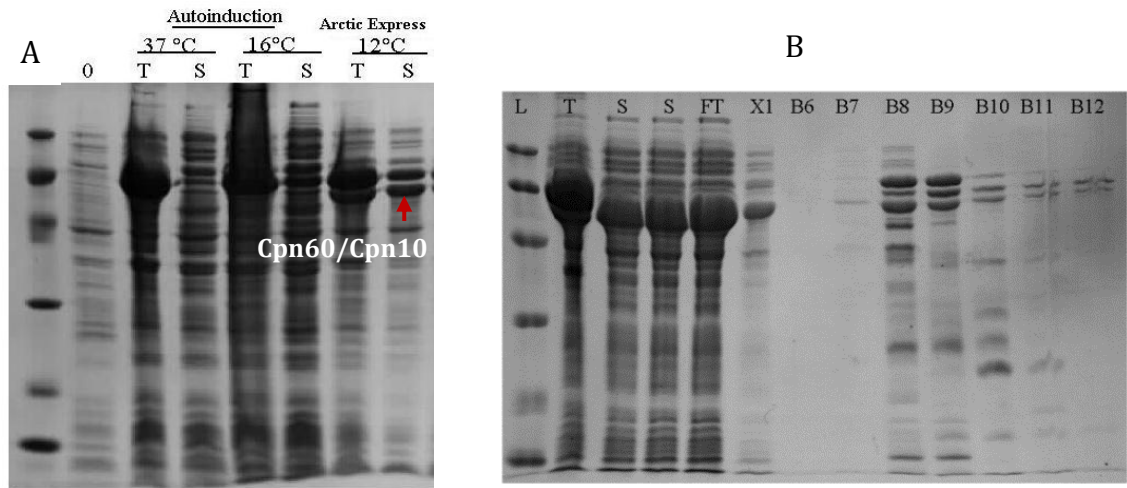 A
Autoinduction
Arctic Express
37 °C 16°C 12°C
0 T S T S T S
Cpn60/Cpn10
B
L T S S FT X1 B6 B7 B8 B9 B10 B11 B12